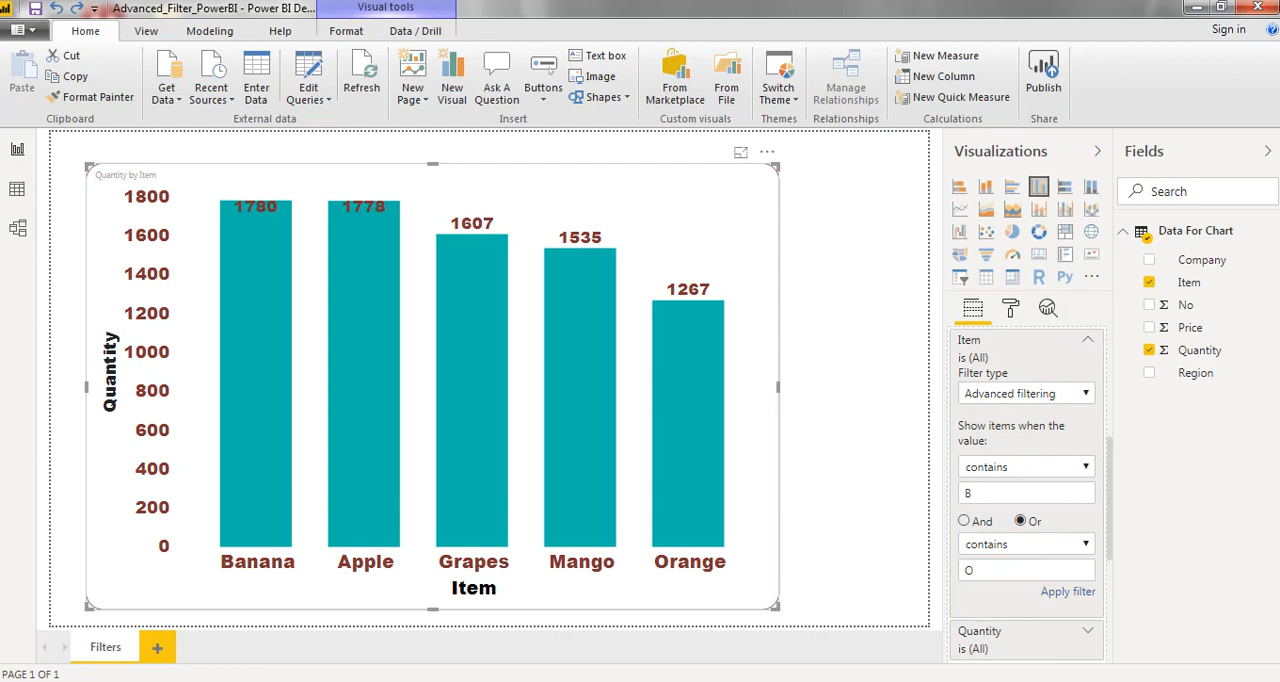 Advanced_Filter_PowerBI - Power BI De...
Visual tools
Home
View
Modeling
Help
Format
Data / Drill
Sign in
Paste
Cut
Copy
Format Painter
Clipboard
Get
Data
Recent
Sources
Enter
Data
Edit
Queries
Refresh
External data
New
Page
New
Visual
Ask A
Question
Buttons
Text box
Image
Shapes
Insert
From
Marketplace
From
File
Custom visuals
Switch
Theme
Themes
Manage
Relationships
Relationships
New Measure
New Column
New Quick Measure
Calculations
Publish
Share
Quantity by Item
Quantity
1800
1600
1400
1200
1000
800
600
400
200
0
1780
1778
1607
1535
1267
Banana
Apple
Grapes
Mango
Orange
Item
Visualizations
R
Py
Item
is (All)
Filter type
Advanced filtering
Show items when the
value:
contains
B
And
Or
contains
O
Apply filter
Quantity
is (All)
Fields
Search
Data For Chart
Company
Item
Σ No
Σ Price
Σ Quantity
Region
Filters
PAGE 1 OF 1